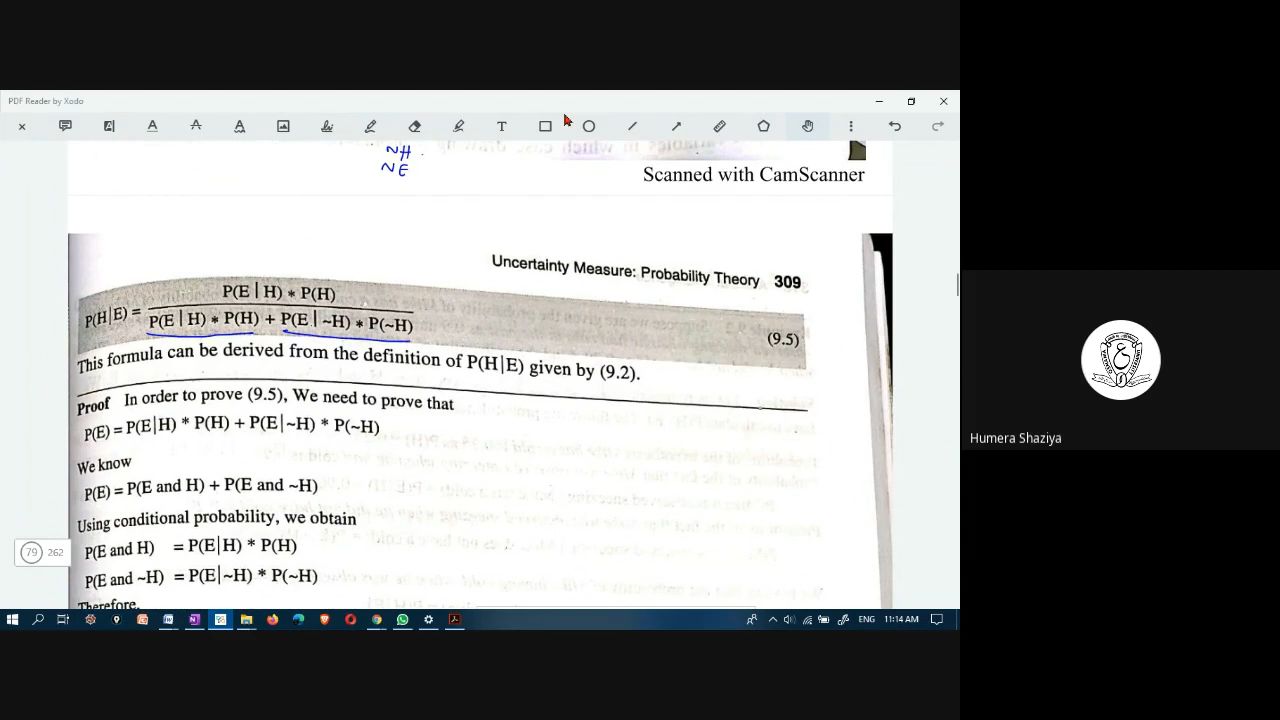 PDF Reader by Xodo
~H
~E
Scanned with CamScanner
Uncertainty Measure: Probability Theory 309
P(E | H) * P(H)
P(H|E) =
P(E | H) * P(H) + P(E | ~H) * P(~H)
(9.5)
This formula can be derived from the definition of P(H|E) given by (9.2).
Proof In order to prove (9.5), We need to prove that
P(E) = P(E|H) * P(H) + P(E|~H) * P(~H)
We know
P(E) = P(E and H) + P(E and ~H)
Using conditional probability, we obtain
P(E and H) = P(E|H) * P(H)
P(E and ~H) = P(E|~H) * P(~H)
Therefore,
79 262
Humera Shaziya
ENG 11:14 AM